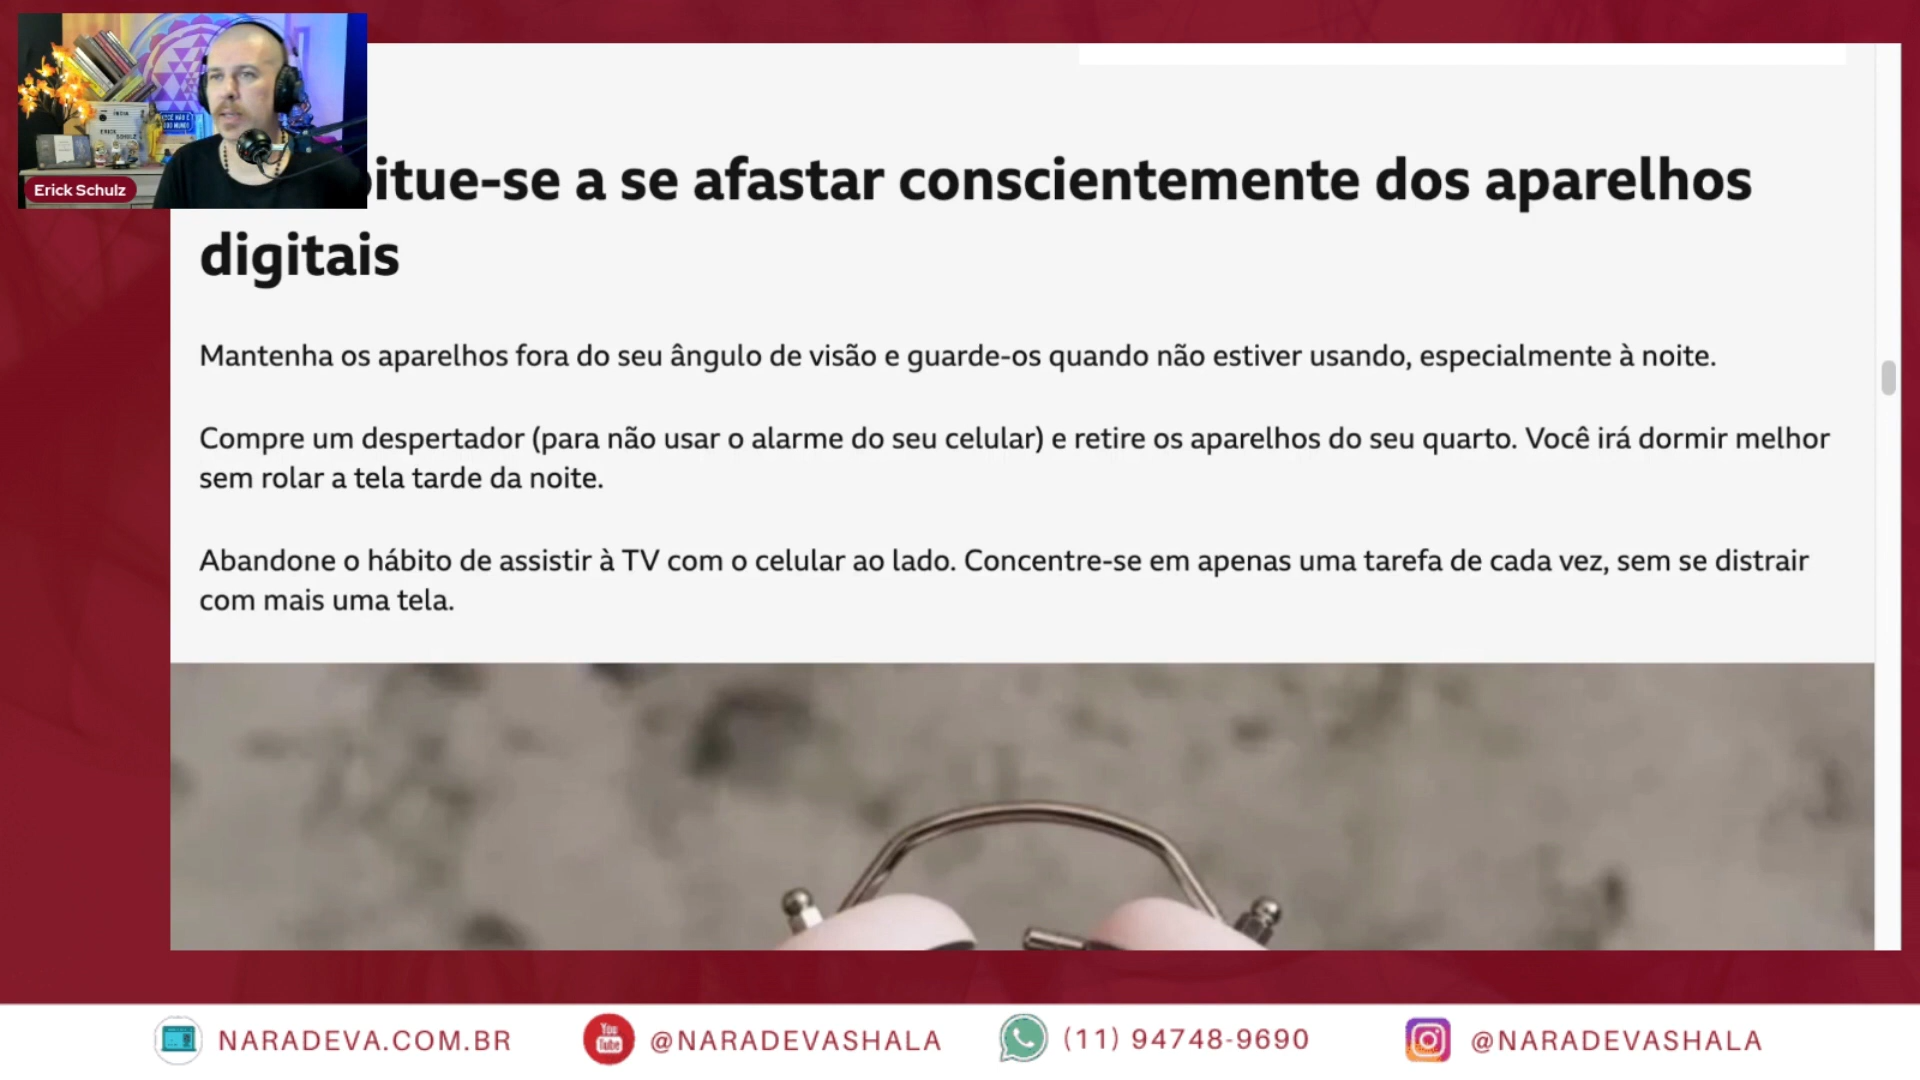 Erick Schulz
itue-se a se afastar conscientemente dos aparelhos
digitais
Mantenha os aparelhos fora do seu ângulo de visão e guarde-os quando não estiver usando, especialmente à noite.
Compre um despertador (para não usar o alarme do seu celular) e retire os aparelhos do seu quarto. Você irá dormir melhor
sem rolar a tela tarde da noite.
Abandone o hábito de assistir à TV com o celular ao lado. Concentre-se em apenas uma tarefa de cada vez, sem se distrair
com mais uma tela.
NARADEVA.COM.BR
You
Tube
@NARADEVASHALA
(11) 94748-9690
@NARADEVASHALA